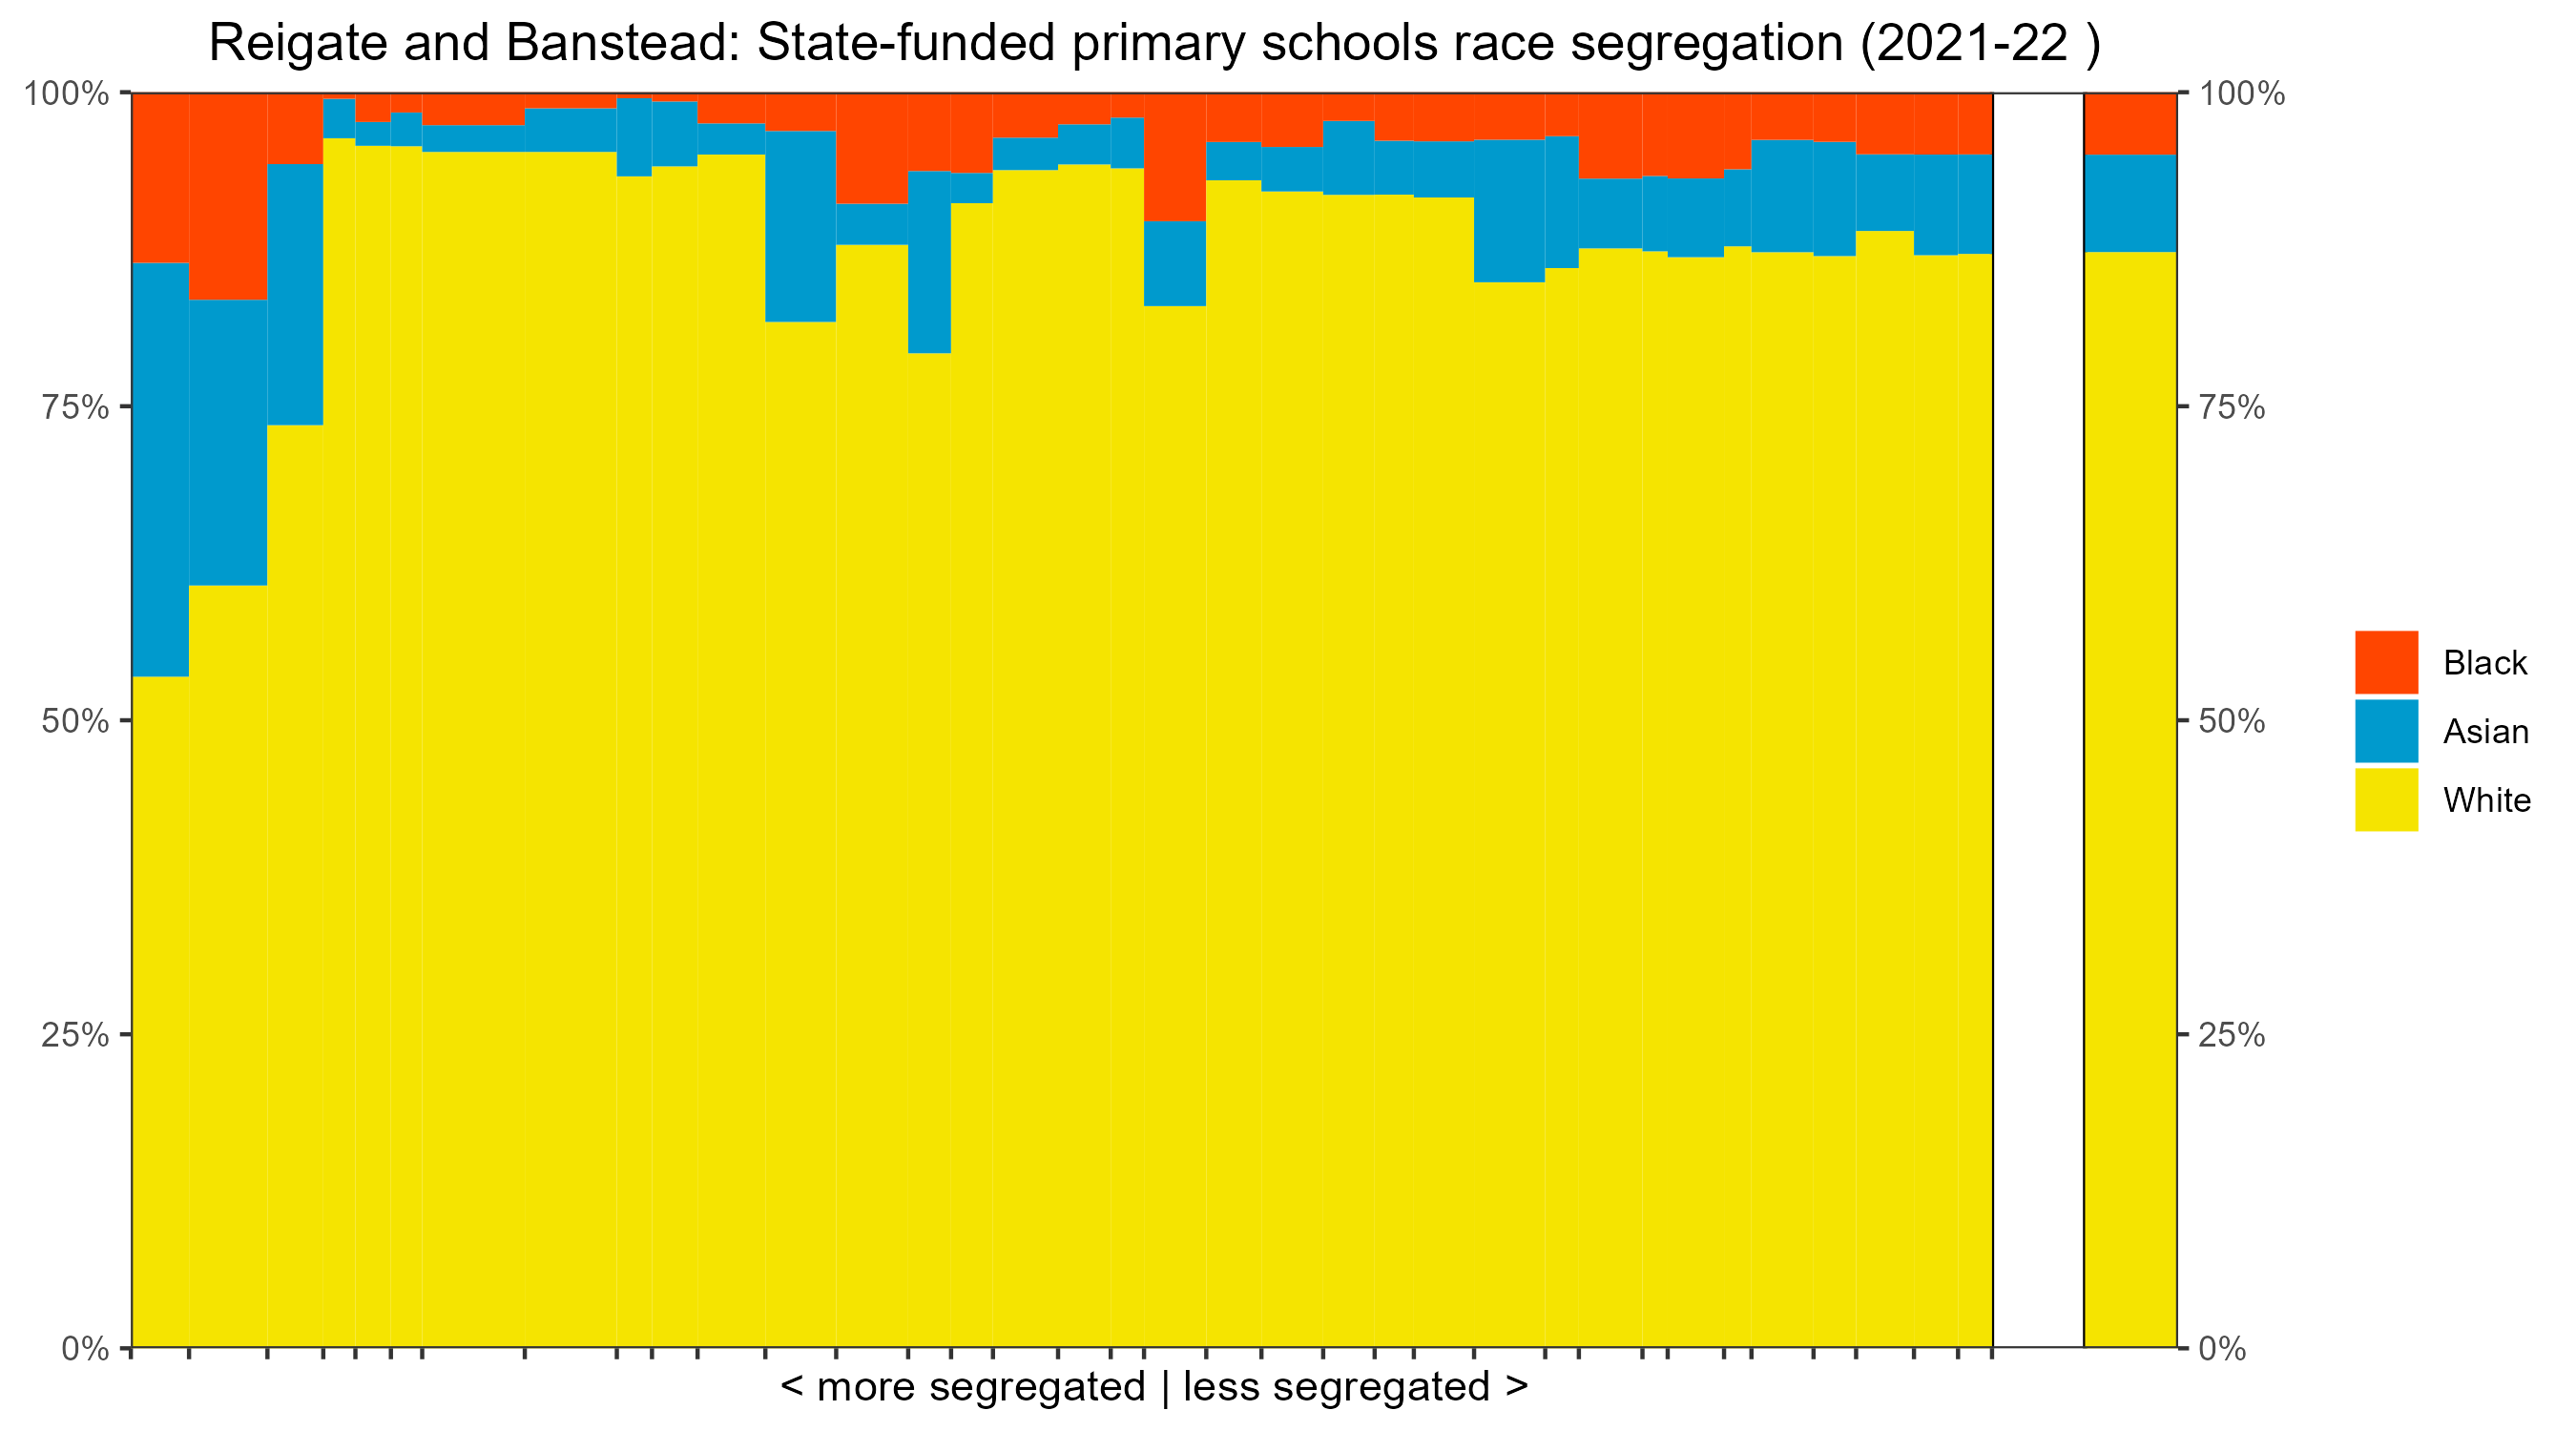 Reigate and Banstead: State-funded primary schools race segregation (2021-22 )
100%
100%
75%
75%
50%
50%
25%
25%
0%
0%
Black
Asian
White
< more segregated | less segregated >